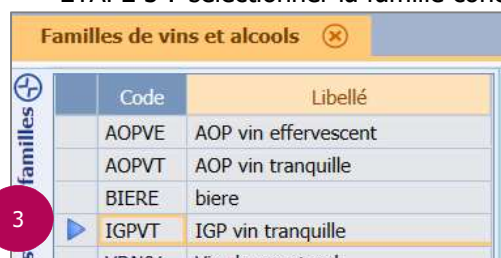 Familles de vins et alcools
familles
Code Libellé
AOPVE AOP vin effervescent
AOPVT AOP vin tranquille
BIERE biere
3
IGPVT IGP vin tranquille